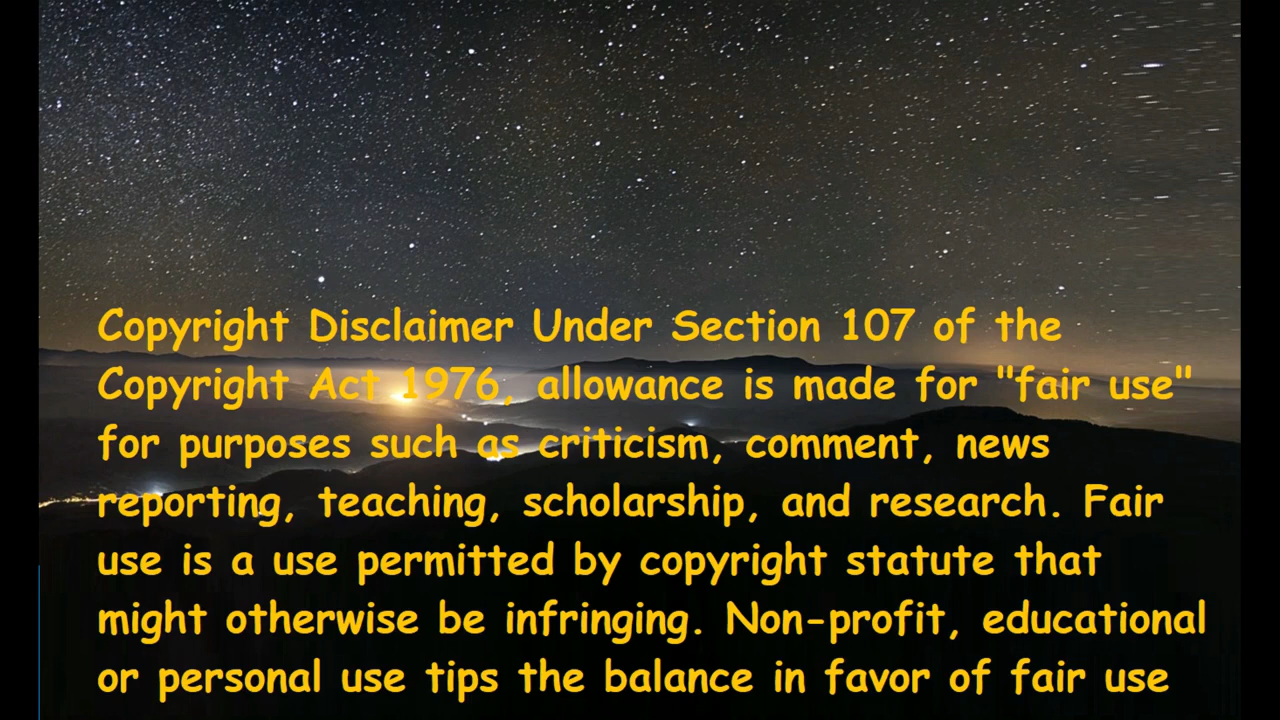 Copyright Disclaimer Under Section 107 of the
Copyright Act 1976, allowance is made for "fair use"
for purposes such as criticism, comment, news
reporting, teaching, scholarship, and research. Fair
use is a use permitted by copyright statute that
might otherwise be infringing. Non-profit, educational
or personal use tips the balance in favor of fair use